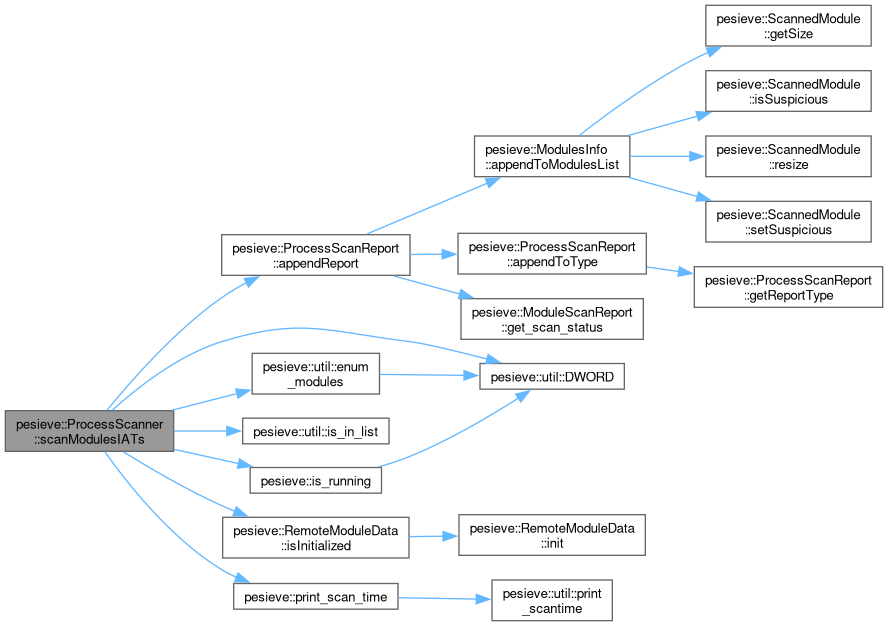 pesieve::ScannedModule
::getSize
pesieve::ScannedModule
::isSuspicious
pesieve::ModulesInfo
::appendToModulesList
pesieve::ScannedModule
::resize
pesieve::ScannedModule
::setSuspicious
pesieve::ProcessScanReport
::appendReport
pesieve::ProcessScanReport
::appendToType
pesieve::ProcessScanReport
::getReportType
pesieve::ModuleScanReport
::get_scan_status
pesieve::util::enum
_modules
pesieve::util::DWORD
pesieve::ProcessScanner
::scanModulesIATs
pesieve::util::is_in_list
pesieve::is_running
pesieve::RemoteModuleData
::isInitialized
pesieve::RemoteModuleData
::init
pesieve::print_scan_time
pesieve::util::print
_scantime